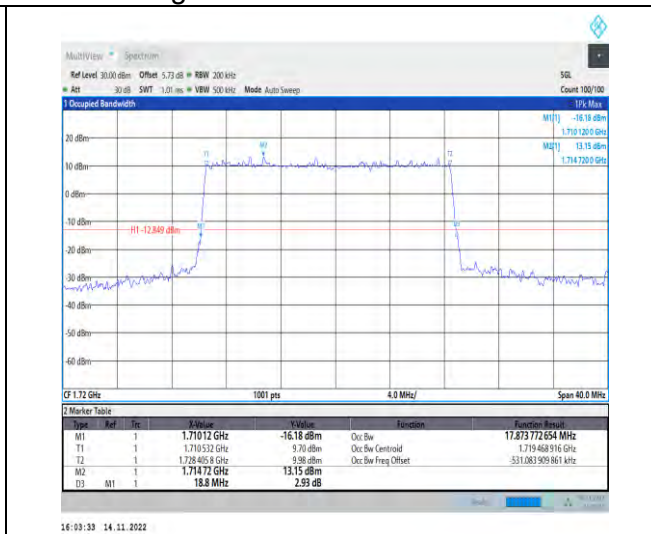 MultiView Spectrum
Ref Level 30.00 dBm Offset 5.73 dB RBW 200 kHz SGL
Att 30 dB SWT 1.01 ms VBW 500 kHz Mode Auto Sweep Count 100/100
1 Occupied Bandwidth 1Pk Max
M1[1] -16.18 dBm
1.710 120 0 GHz
M2[1] 13.15 dBm
1.714 720 0 GHz
20 dBm
T1 M2 T2
10 dBm
0 dBm
-10 dBm
H1 -12.849 dBm
-20 dBm
-30 dBm
-40 dBm
-50 dBm
-60 dBm
CF 1.72 GHz 1001 pts 4.0 MHz/ Span 40.0 MHz
2 Marker Table
Type Ref Trc X-Value Y-Value Function Function Result
M1 1 1.71012 GHz -16.18 dBm Occ Bw 17.873 772 654 MHz
T1 1 1.710 532 GHz 9.70 dBm Occ Bw Centroid 1.719 468 916 GHz
T2 1 1.728 405 8 GHz 9.98 dBm Occ Bw Freq Offset -531.083 909 861 kHz
M2 1 1.714 72 GHz 13.15 dBm
D3 M1 1 18.8 MHz 2.93 dB
16:03:33 14.11.2022